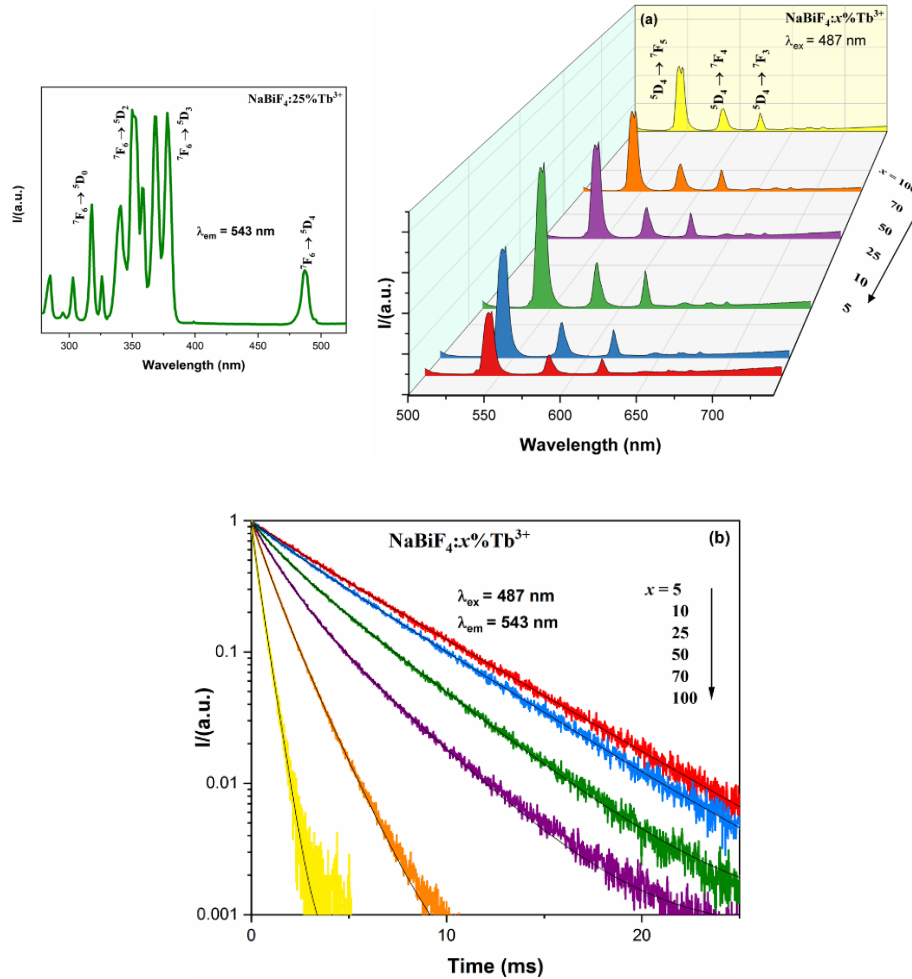 NaBiF₄:25%Tb³⁺
⁷F₆→⁵D₀
⁷F₆→⁵D₂
⁷F₆→⁵D₃
λem = 543 nm
⁷F₆→⁵D₄
I/(a.u.)
300 350 400 450 500
Wavelength (nm)
(a)
NaBiF₄:x%Tb³⁺
λex = 487 nm
⁵D₄→⁷F₅
⁵D₄→⁷F₄
⁵D₄→⁷F₃
x = 100
70
50
25
10
5
I/(a.u.)
500 550 600 650 700
Wavelength (nm)
NaBiF₄:x%Tb³⁺
(b)
λex = 487 nm
λem = 543 nm
x = 5
10
25
50
70
100
1
0.1
0.01
0.001
I/(a.u.)
0 10 20
Time (ms)